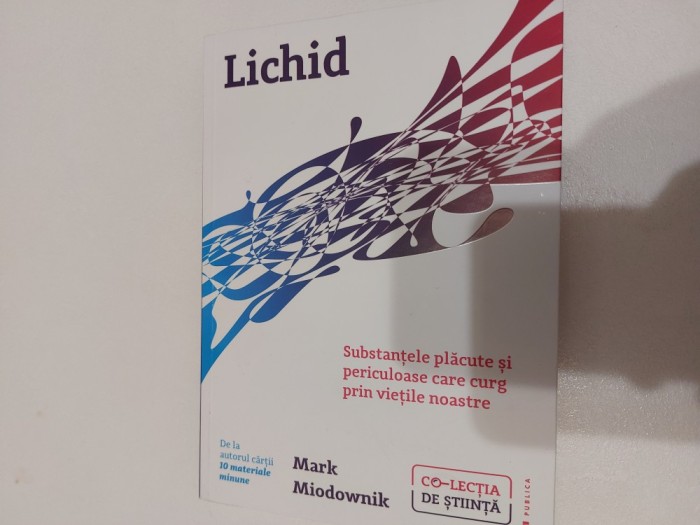 Lichid
Substanțele plăcute și
periculoase care curg
prin viețile noastre
De la
autorul cărții
10 materiale
minune
Mark
Miodownik
CO-LECȚIA
DE ȘTIINȚĂ
PUBLICA